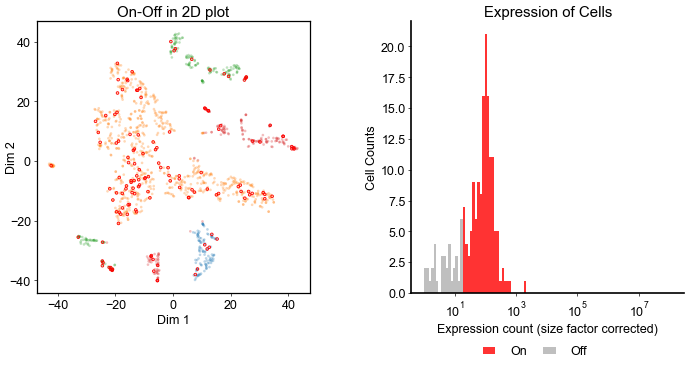 On-Off in 2D plot
40
20
0
−20
−40
−40 −20 0 20 40
Dim 2
Dim 1
Expression of Cells
20.0
17.5
15.0
12.5
10.0
7.5
5.0
2.5
0.0
Cell Counts
10¹ 10³ 10⁵ 10⁷
Expression count (size factor corrected)
On Off